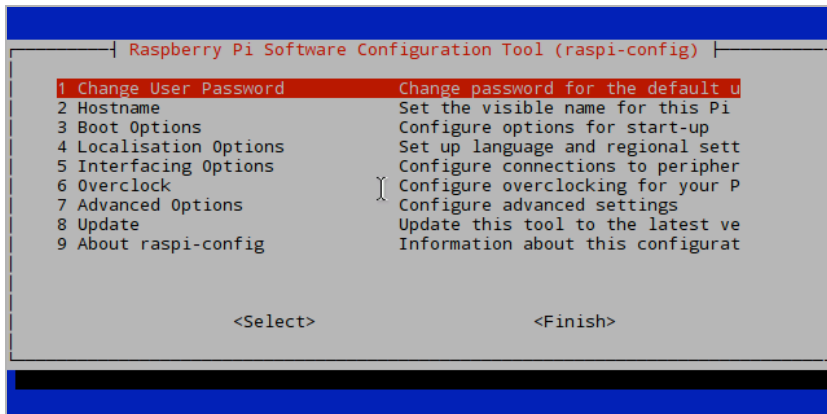 Raspberry Pi Software Configuration Tool (raspi-config)
1 Change User Password Change password for the default u
2 Hostname Set the visible name for this Pi
3 Boot Options Configure options for start-up
4 Localisation Options Set up language and regional sett
5 Interfacing Options Configure connections to peripher
6 Overclock Configure overclocking for your P
7 Advanced Options Configure advanced settings
8 Update Update this tool to the latest ve
9 About raspi-config Information about this configurat
<Select> <Finish>